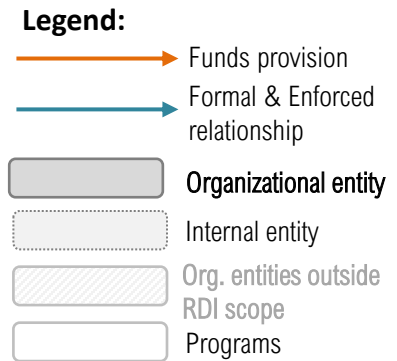 Legend:
Funds provision
Formal & Enforced
relationship
Organizational entity
Internal entity
Org. entities outside
RDI scope
Programs